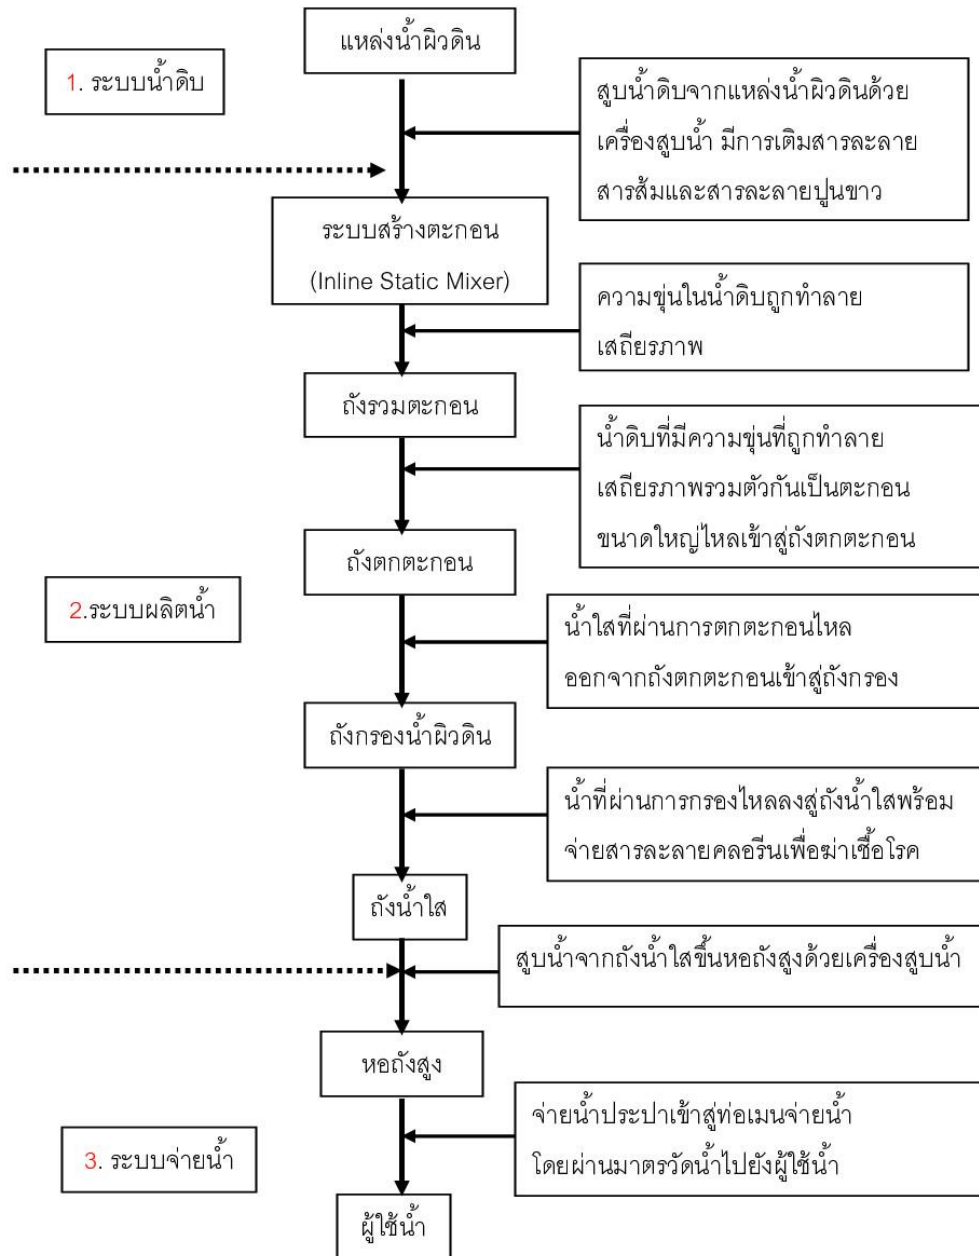 แหล่งน้ำผิวดิน
1. ระบบน้ำดิบ
สูบน้ำดิบจากแหล่งน้ำผิวดินด้วย
เครื่องสูบน้ำ มีการเติมสารละลาย
สารส้มและสารละลายปูนขาว
ระบบสร้างตะกอน
(Inline Static Mixer)
ความขุ่นในน้ำดิบถูกทำลาย
เสถียรภาพ
ถังรวมตะกอน
น้ำดิบที่มีความขุ่นที่ถูกทำลาย
เสถียรภาพรวมตัวกันเป็นตะกอน
ขนาดใหญ่ไหลเข้าสู่ถังตกตะกอน
ถังตกตะกอน
2.ระบบผลิตน้ำ
น้ำใสที่ผ่านการตกตะกอนไหล
ออกจากถังตกตะกอนเข้าสู่ถังกรอง
ถังกรองน้ำผิวดิน
น้ำที่ผ่านการกรองไหลลงสู่ถังน้ำใสพร้อม
จ่ายสารละลายคลอรีนเพื่อฆ่าเชื้อโรค
ถังน้ำใส
สูบน้ำจากถังน้ำใสขึ้นหอถังสูงด้วยเครื่องสูบน้ำ
หอถังสูง
จ่ายน้ำประปาเข้าสู่ท่อเมนจ่ายน้ำ
โดยผ่านมาตรวัดน้ำไปยังผู้ใช้น้ำ
3. ระบบจ่ายน้ำ
ผู้ใช้น้ำ